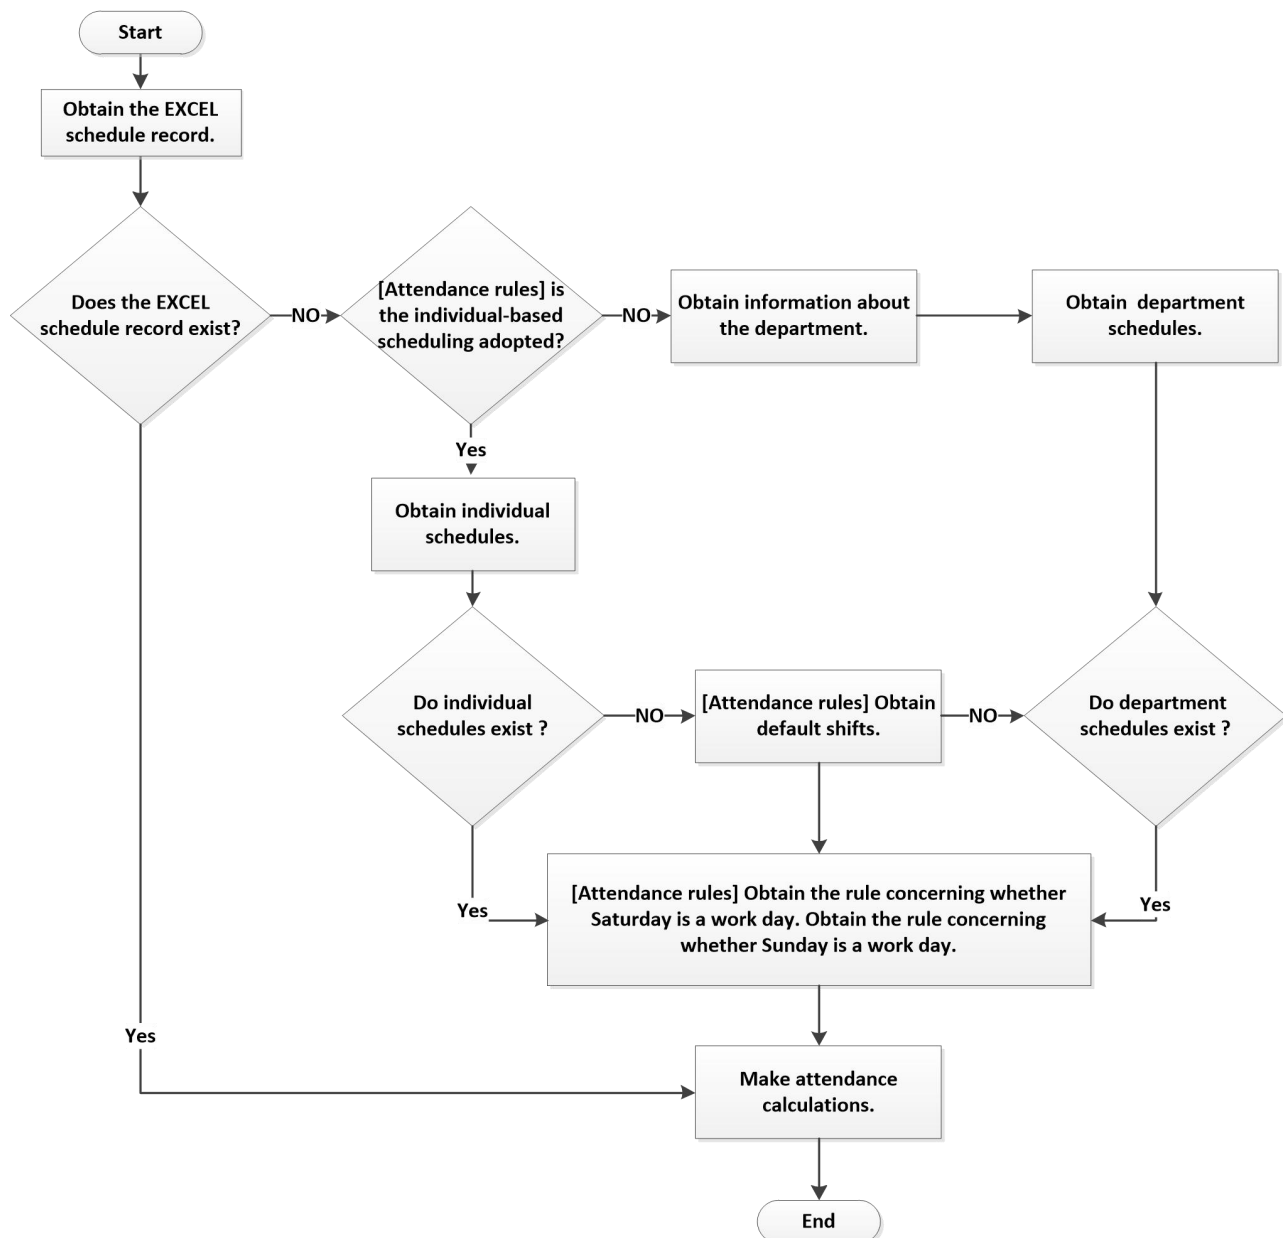 Start
Obtain the EXCEL
schedule record.
Does the EXCEL
schedule record exist?
NO
[Attendance rules] is
the individual-based
scheduling adopted?
NO
Obtain information about
the department.
Obtain department
schedules.
Yes
Obtain individual
schedules.
Do individual
schedules exist ?
NO
[Attendance rules] Obtain
default shifts.
NO
Do department
schedules exist ?
Yes
[Attendance rules] Obtain the rule concerning whether
Saturday is a work day. Obtain the rule concerning
whether Sunday is a work day.
Yes
Yes
Make attendance
calculations.
End